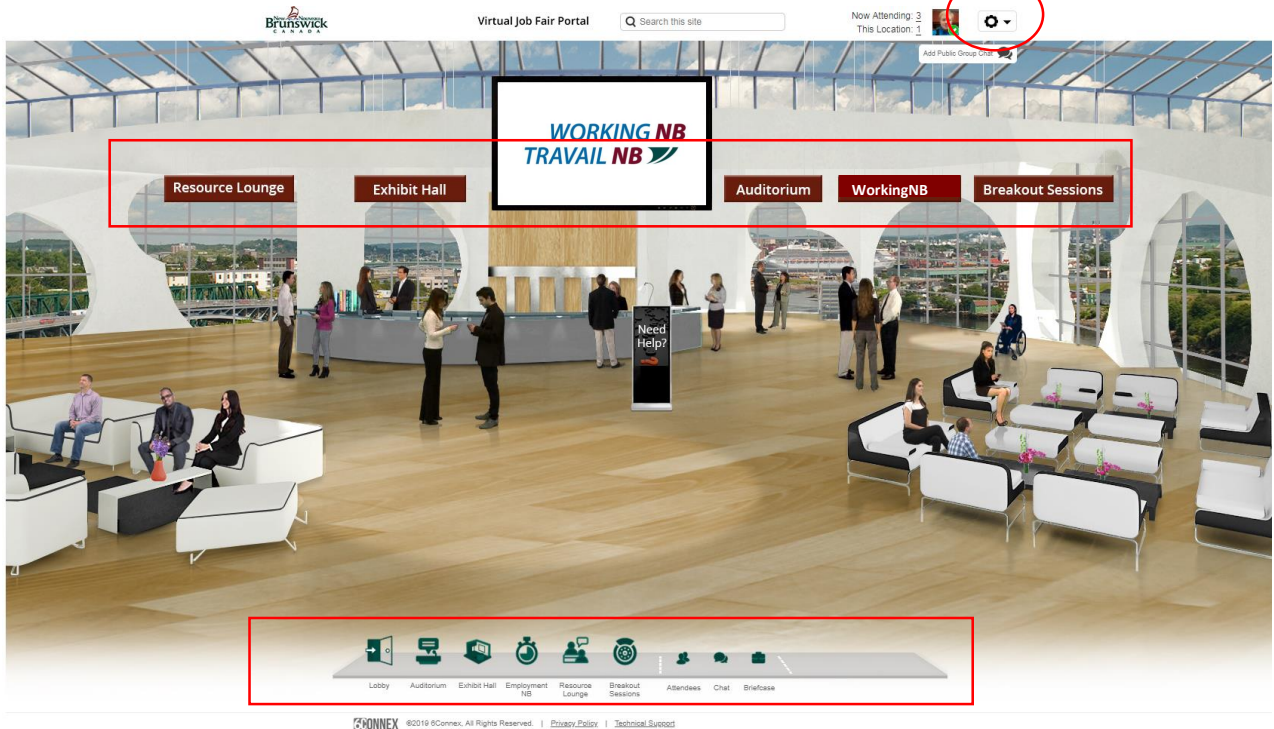 New Nouveau
Brunswick
CANADA
Virtual Job Fair Portal
Search this site
Now Attending: 3
This Location: 1
Add Public Group Chat
WORKING NB
TRAVAIL NB
Resource Lounge
Exhibit Hall
Auditorium
WorkingNB
Breakout Sessions
Need
Help?
Lobby
Auditorium
Exhibit Hall
Employment
NB
Resource
Lounge
Breakout
Sessions
Attendees
Chat
Briefcase
6CONNEX ©2019 6Connex, All Rights Reserved. | Privacy Policy | Technical Support